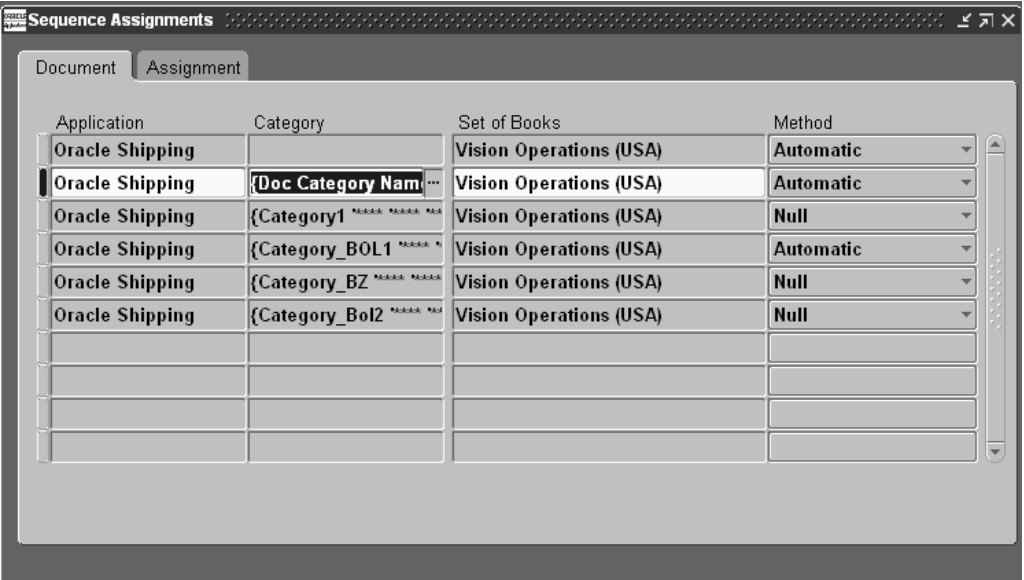 Sequence Assignments
Document Assignment
Application Category Set of Books Method
Oracle Shipping Vision Operations (USA) Automatic
Oracle Shipping {Doc Category Nam ... Vision Operations (USA) Automatic
Oracle Shipping {Category1 **** **** ** Vision Operations (USA) Null
Oracle Shipping {Category_BOL1 **** * Vision Operations (USA) Automatic
Oracle Shipping {Category_BZ **** **** Vision Operations (USA) Null
Oracle Shipping {Category_Bol2 **** ** Vision Operations (USA) Null